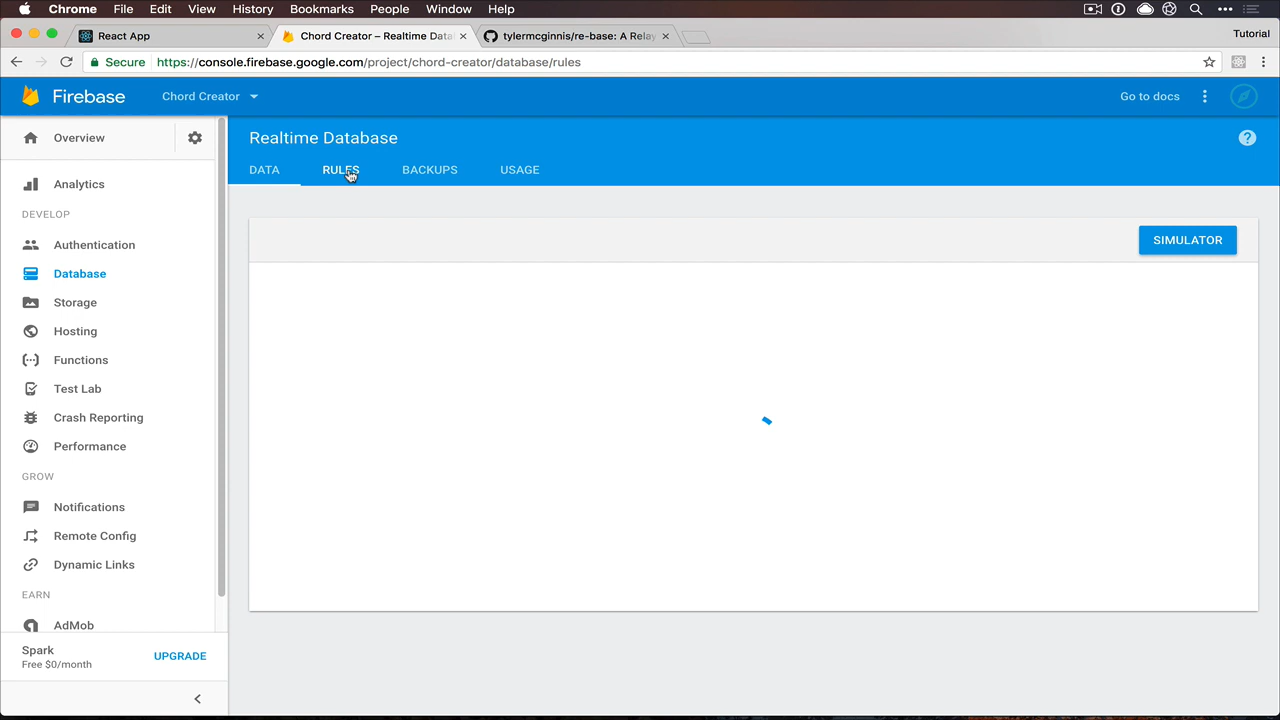 Chrome File Edit View History Bookmarks People Window Help
React App
Chord Creator – Realtime Data
tylermcginnis/re-base: A Relay
Tutorial
Secure https://console.firebase.google.com/project/chord-creator/database/rules
Firebase
Chord Creator
Go to docs
Overview
Realtime Database
DATA RULES BACKUPS USAGE
Analytics
DEVELOP
Authentication
SIMULATOR
Database
Storage
Hosting
Functions
Test Lab
Crash Reporting
Performance
GROW
Notifications
Remote Config
Dynamic Links
EARN
AdMob
Spark
Free $0/month
UPGRADE